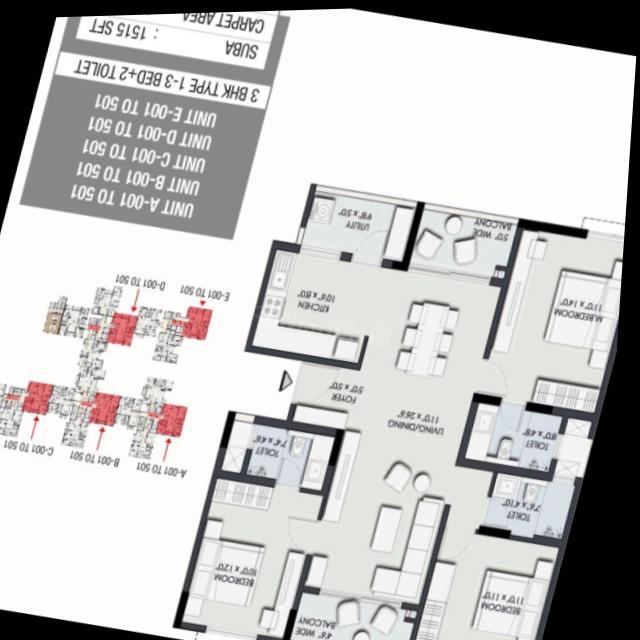 UNIT A-001 TO 501
UNIT B-001 TO 501
UNIT C-001 TO 501
UNIT D-001 TO 501
UNIT E-001 TO 501
3 BHK TYPE 1-3 BED+2 TOILET
SUBA : 1515 SFT
CARPET AREA
A-001 TO 501
B-001 TO 501
C-001 TO 501
D-001 TO 501
E-001 TO 501
BEDROOM
11'0" x 11'0"
4'6" WIDE
BALCONY
BEDROOM
10'0" x 12'0"
TOILET
7'6" x 4'10"
TOILET
7'4" x 4'6"
TOILET
LIVING/DINING
11'0" x 26'6"
FOYER
5'0" x 5'0"
KITCHEN
10'6" x 8'0"
M.BEDROOM
11'0" x 14'0"
5'0" WIDE
BALCONY
UTILITY
9'8" x 5'0"